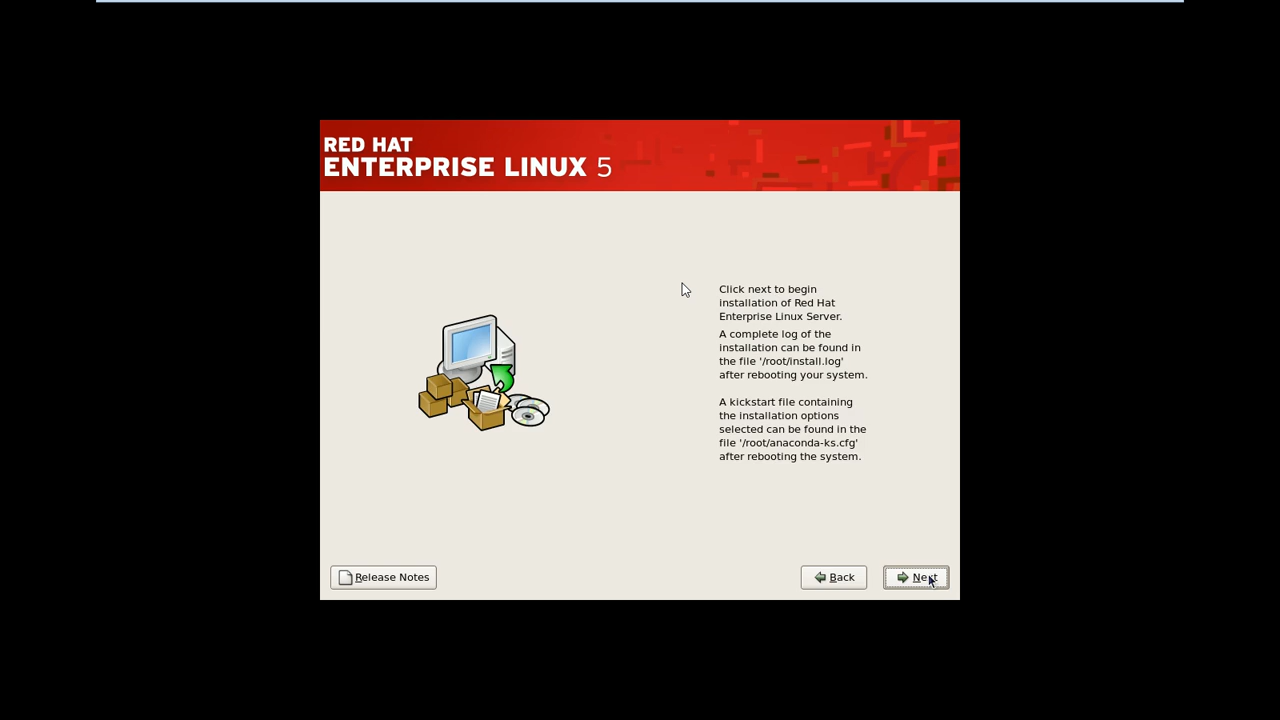 RED HAT
ENTERPRISE LINUX 5
Click next to begin
installation of Red Hat
Enterprise Linux Server.
A complete log of the
installation can be found in
the file '/root/install.log'
after rebooting your system.
A kickstart file containing
the installation options
selected can be found in the
file '/root/anaconda-ks.cfg'
after rebooting the system.
Release Notes
Back
Next